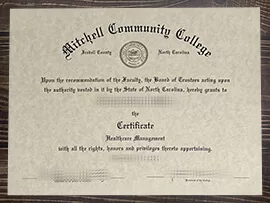 Mitchell Community College
Iredell County North Carolina
Upon the recommendation of the Faculty, the Board of Trustees acting upon
the authority vested in it by the State of North Carolina, hereby grants to
the
Certificate
Healthcare Management
with all the rights, honors and privileges thereto appertaining.